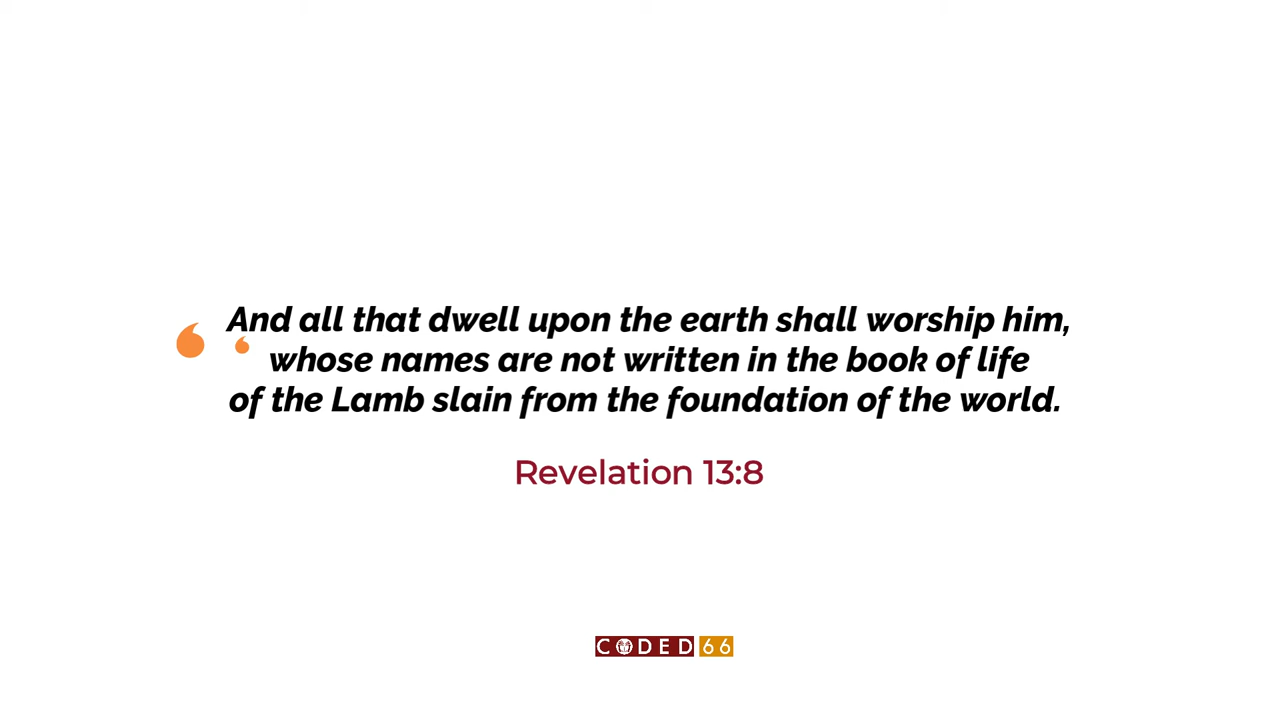 And all that dwell upon the earth shall worship him,
whose names are not written in the book of life
of the Lamb slain from the foundation of the world.
Revelation 13:8
CODED 66